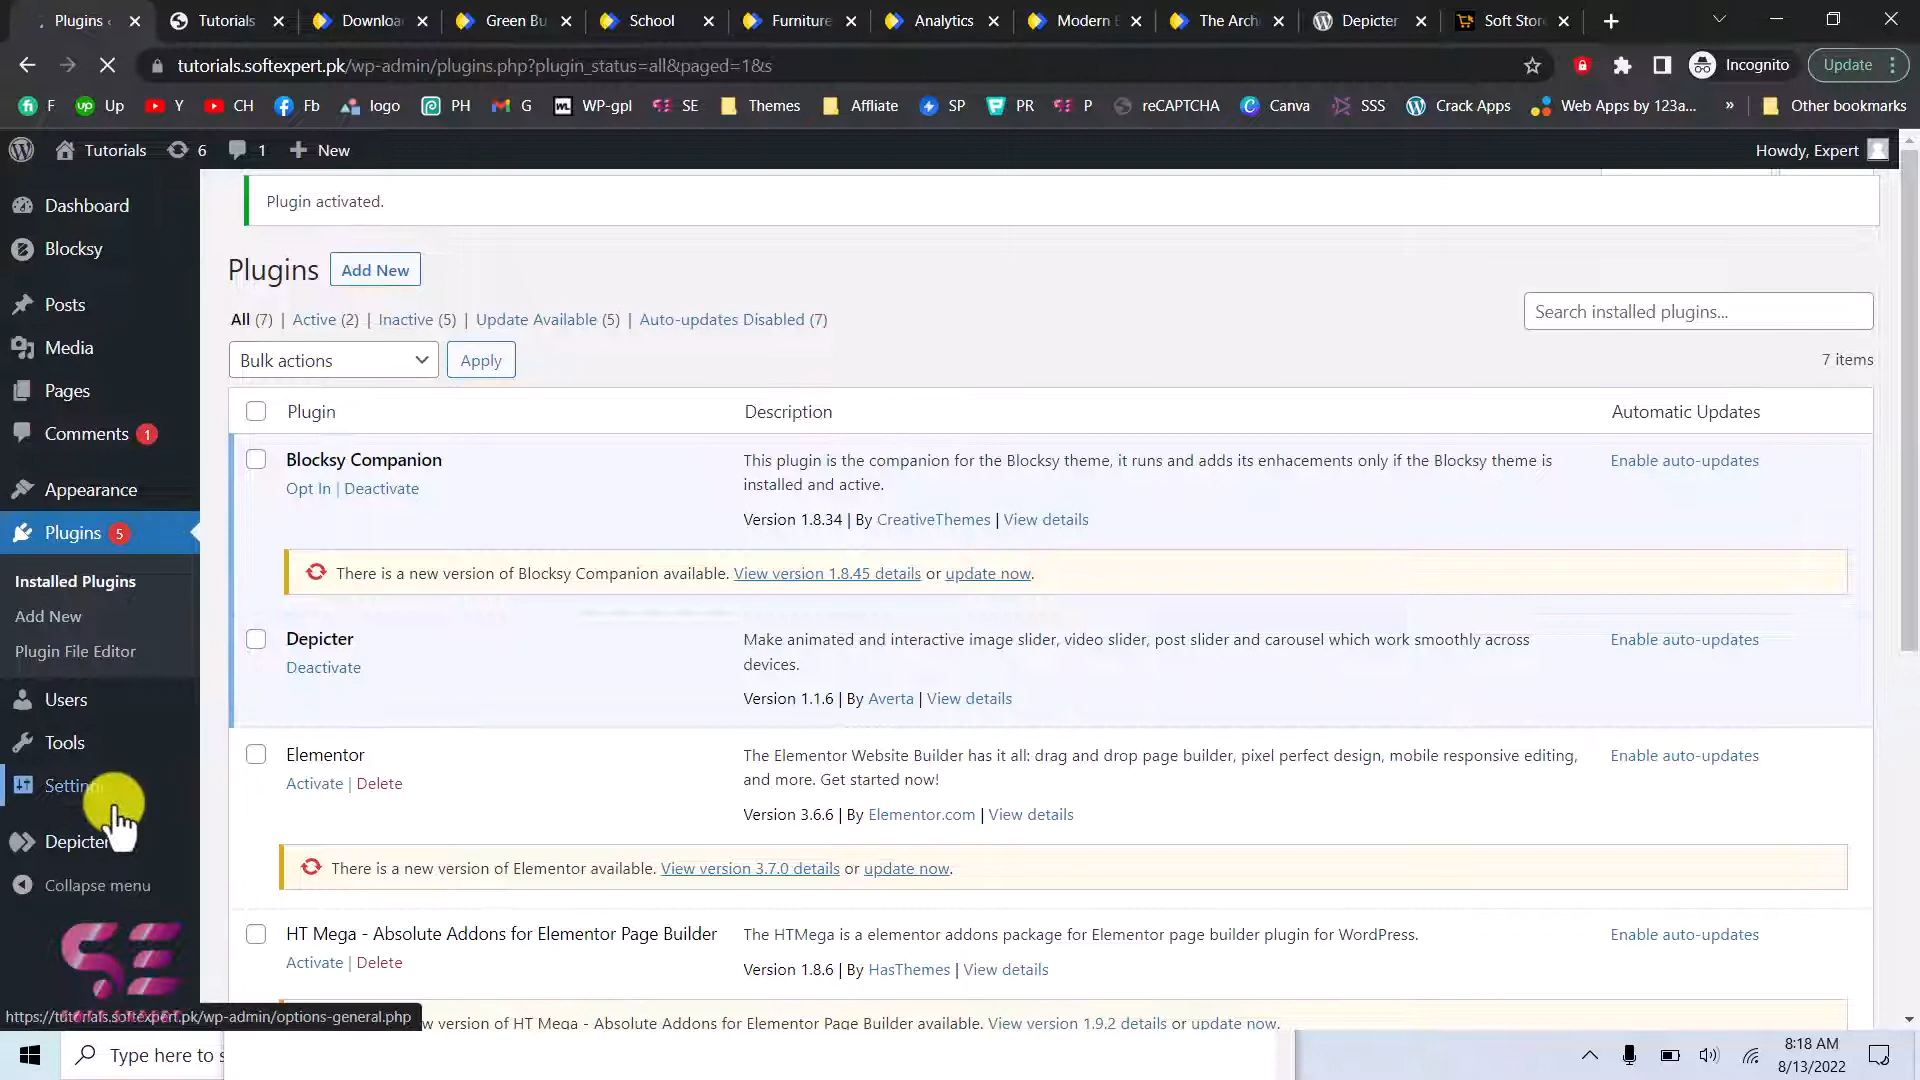 Plugins
Tutorials
Downloa
Green Bu
School
Furniture
Analytics
Modern
The Arch
Depicter
Soft Stor
tutorials.softexpert.pk/wp-admin/plugins.php?plugin_status=all&paged=1&s
Incognito
Update
F
Up
Y
CH
Fb
logo
PH
G
WP-gpl
SE
Themes
Affliate
SP
PR
P
reCAPTCHA
Canva
SSS
Crack Apps
Web Apps by 123a...
»
Other bookmarks
Tutorials
6
1
New
Howdy, Expert
Dashboard
Blocksy
Posts
Media
Pages
Comments 1
Appearance
Plugins 5
Installed Plugins
Add New
Plugin File Editor
Users
Tools
Settin
Depicter
Collapse menu
Plugin activated.
Plugins
Add New
All (7) | Active (2) | Inactive (5) | Update Available (5) | Auto-updates Disabled (7)
Search installed plugins...
Bulk actions
Apply
7 items
Plugin
Description
Automatic Updates
Blocksy Companion
Opt In | Deactivate
This plugin is the companion for the Blocksy theme, it runs and adds its enhacements only if the Blocksy theme is
installed and active.
Version 1.8.34 | By CreativeThemes | View details
Enable auto-updates
There is a new version of Blocksy Companion available. View version 1.8.45 details or update now.
Depicter
Deactivate
Make animated and interactive image slider, video slider, post slider and carousel which work smoothly across
devices.
Version 1.1.6 | By Averta | View details
Enable auto-updates
Elementor
Activate | Delete
The Elementor Website Builder has it all: drag and drop page builder, pixel perfect design, mobile responsive editing,
and more. Get started now!
Version 3.6.6 | By Elementor.com | View details
Enable auto-updates
There is a new version of Elementor available. View version 3.7.0 details or update now.
HT Mega - Absolute Addons for Elementor Page Builder
Activate | Delete
The HTMega is a elementor addons package for Elementor page builder plugin for WordPress.
Version 1.8.6 | By HasThemes | View details
Enable auto-updates
w version of HT Mega - Absolute Addons for Elementor Page Builder available. View version 1.9.2 details or update now.
SE
https://tutorials.softexpert.pk/wp-admin/options-general.php
Type here to s
8:18 AM
8/13/2022